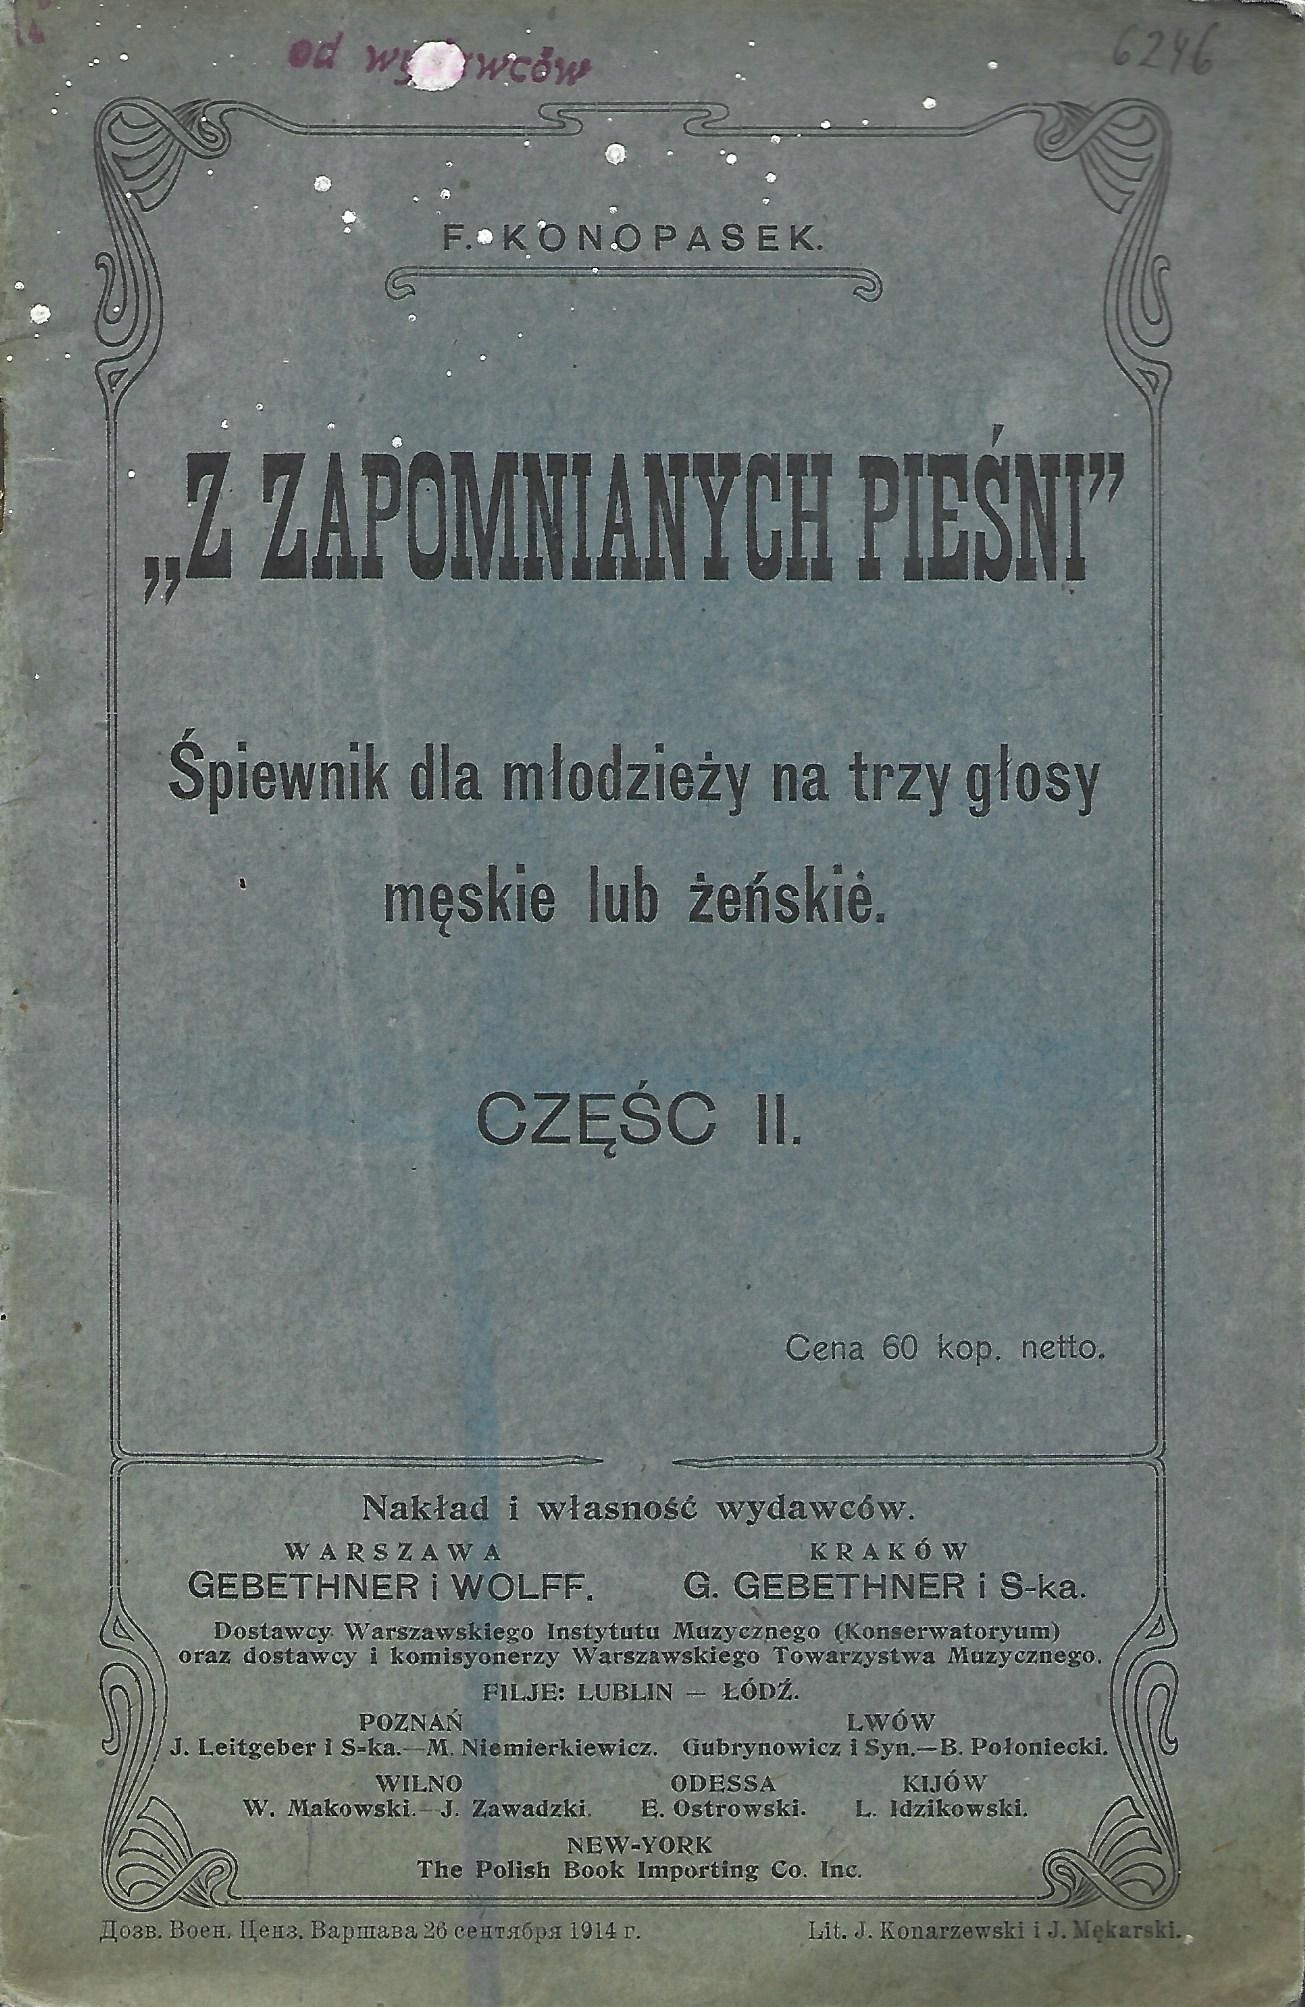 od wydawców
6246
F. KONOPASEK.
„Z ZAPOMNIANYCH PIEŚNI”
Śpiewnik dla młodzieży na trzy głosy
męskie lub żeńskie.
CZĘŚC II.
Cena 60 kop. netto.
Nakład i własność wydawców.
WARSZAWA KRAKÓW
GEBETHNER i WOLFF. G. GEBETHNER i S-ka.
Dostawcy Warszawskiego Instytutu Muzycznego (Konserwatoryum)
oraz dostawcy i komisyonerzy Warszawskiego Towarzystwa Muzycznego.
FILJE: LUBLIN — ŁÓDŹ.
POZNAŃ LWÓW
J. Leitgeber i S-ka.—M. Niemierkiewicz. Gubrynowicz i Syn.—B. Połoniecki.
WILNO ODESSA KIJÓW
W. Makowski.—J. Zawadzki. E. Ostrowski. L. Idzikowski.
NEW-YORK
The Polish Book Importing Co. Inc.
Дозв. Воен. Ценз. Варшава 26 сентября 1914 г. Lit. J. Konarzewski i J. Mękarski.